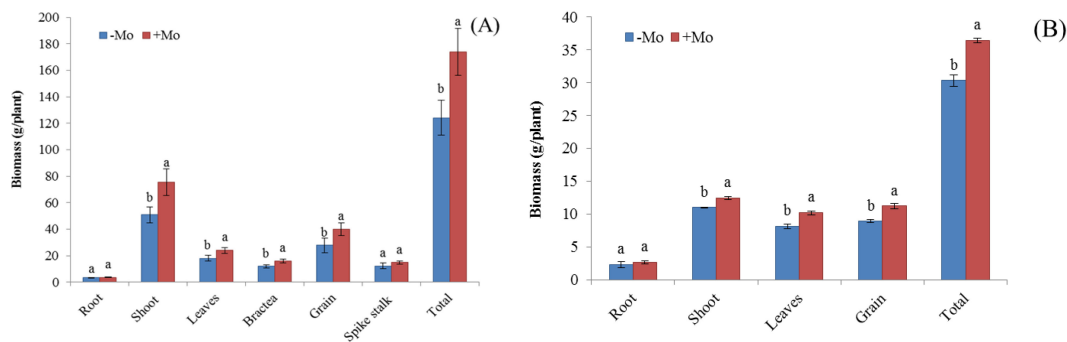 (A)
-Mo +Mo
Biomass (g/plant)
200
180
160
140
120
100
80
60
40
20
0
a a
b a
b a
b a
b a
a a
b a
Root Shoot Leaves Bractea Grain Spike stalk Total
(B)
-Mo +Mo
Biomass (g/plant)
40
35
30
25
20
15
10
5
0
a a
b a
b a
b a
b a
Root Shoot Leaves Grain Total